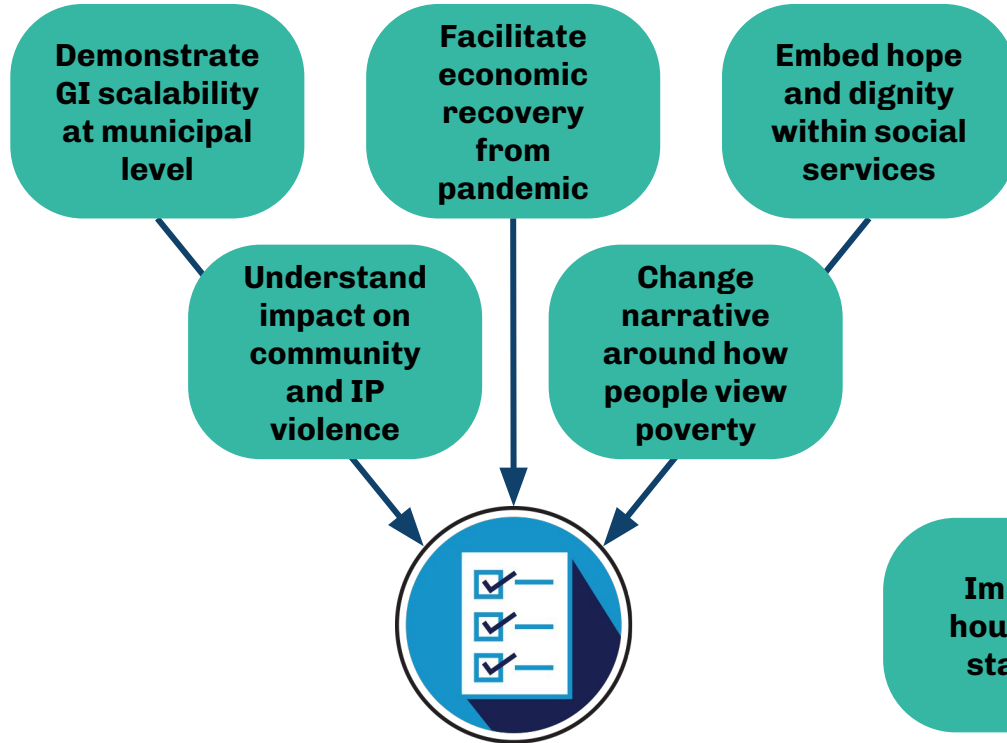 Demonstrate
GI scalability
at municipal
level
Facilitate
economic
recovery
from
pandemic
Embed hope
and dignity
within social
services
Understand
impact on
community
and IP
violence
Change
narrative
around how
people view
poverty